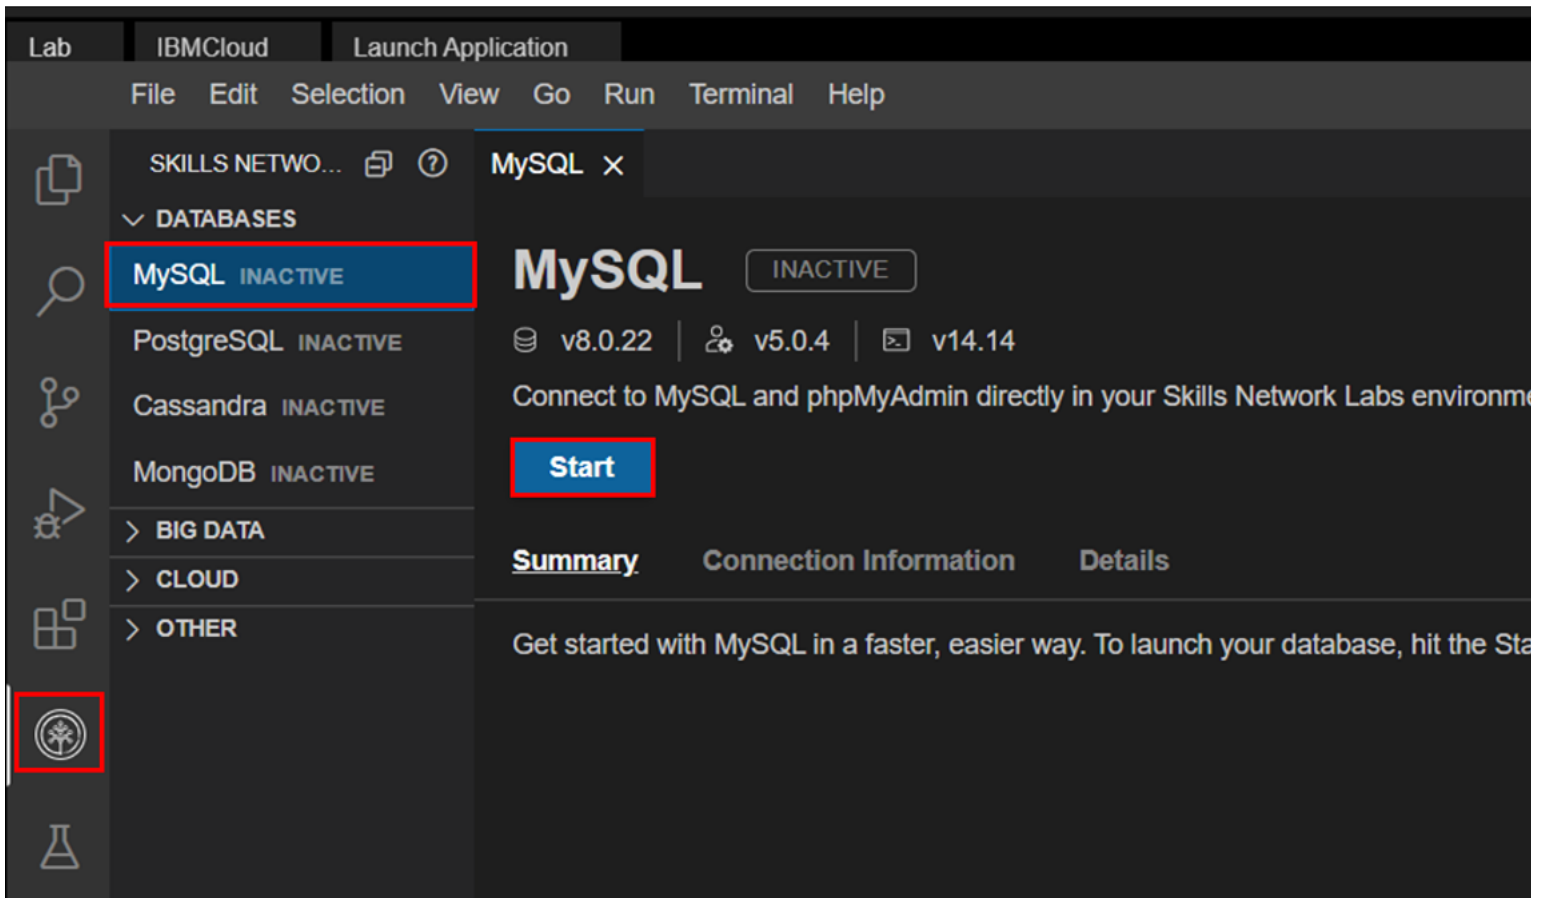 Lab IBMCloud Launch Application
File Edit Selection View Go Run Terminal Help
SKILLS NETWO...
DATABASES
MySQL INACTIVE
PostgreSQL INACTIVE
Cassandra INACTIVE
MongoDB INACTIVE
BIG DATA
CLOUD
OTHER
MySQL
MySQL INACTIVE
v8.0.22 v5.0.4 v14.14
Connect to MySQL and phpMyAdmin directly in your Skills Network Labs environme
Start
Summary Connection Information Details
Get started with MySQL in a faster, easier way. To launch your database, hit the Sta